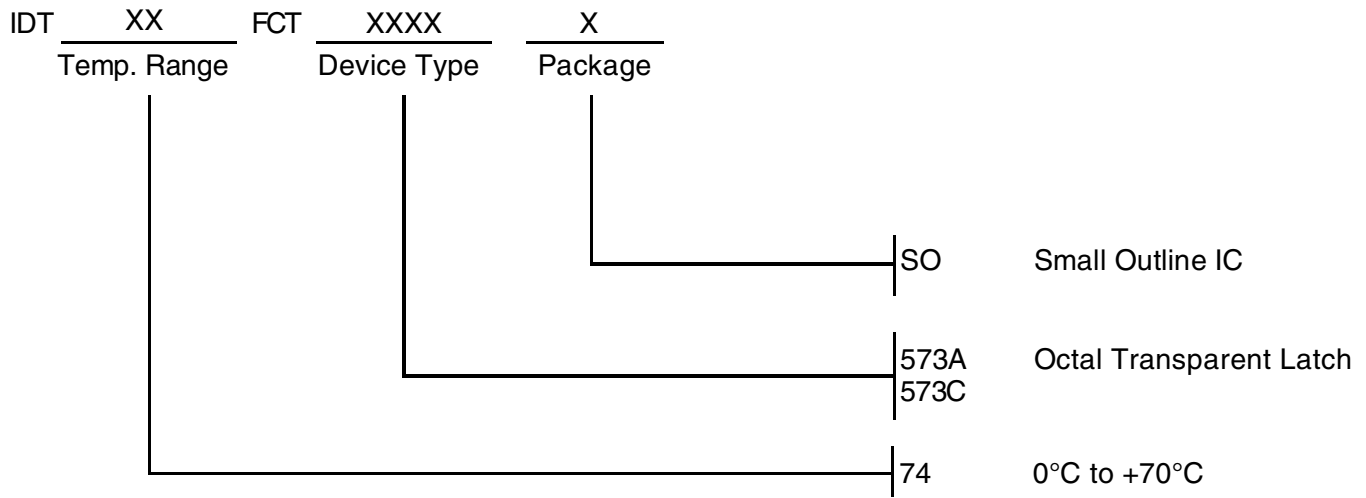 IDT XX FCT XXXX X
Temp. Range Device Type Package
SO Small Outline IC
573A Octal Transparent Latch
573C
74 0°C to +70°C